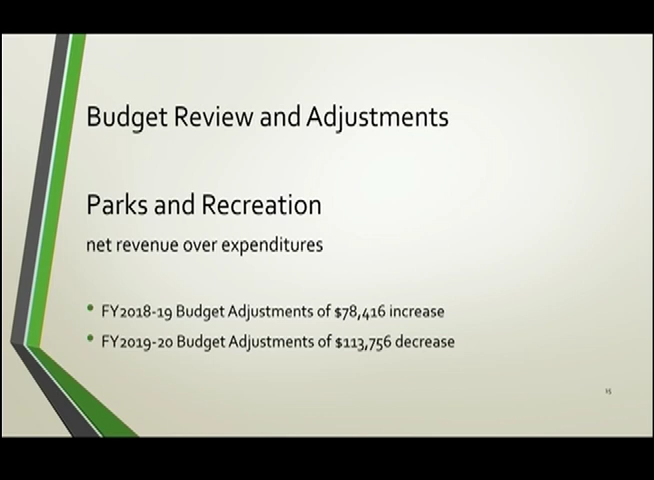 Budget Review and Adjustments
Parks and Recreation
net revenue over expenditures
• FY2018-19 Budget Adjustments of $78,416 increase
• FY2019-20 Budget Adjustments of $113,756 decrease
15